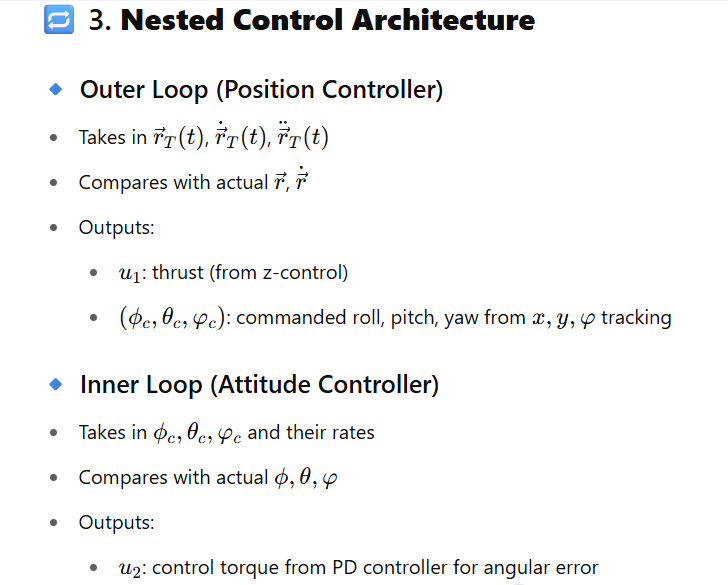 🔁 3. Nested Control Architecture
🔹 Outer Loop (Position Controller)
• Takes in $\vec{r}_T(t), \dot{\vec{r}}_T(t), \ddot{\vec{r}}_T(t)$
• Compares with actual $\vec{r}, \dot{\vec{r}}$
• Outputs:
• $u_1$: thrust (from z-control)
• $(\phi_c, \theta_c, \varphi_c)$: commanded roll, pitch, yaw from $x, y, \varphi$ tracking
🔹 Inner Loop (Attitude Controller)
• Takes in $\phi_c, \theta_c, \varphi_c$ and their rates
• Compares with actual $\phi, \theta, \varphi$
• Outputs:
• $u_2$: control torque from PD controller for angular error